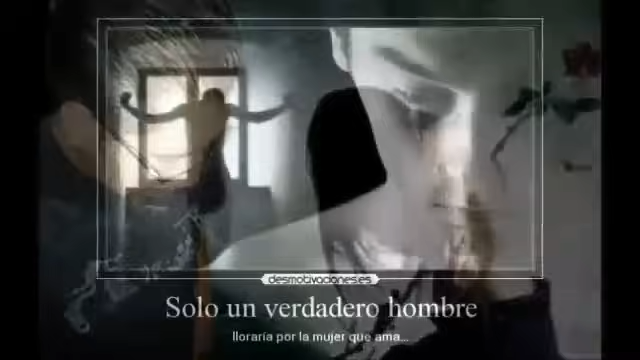 desmotivaciones.es
Solo un verdadero hombre
lloraría por la mujer que ama...